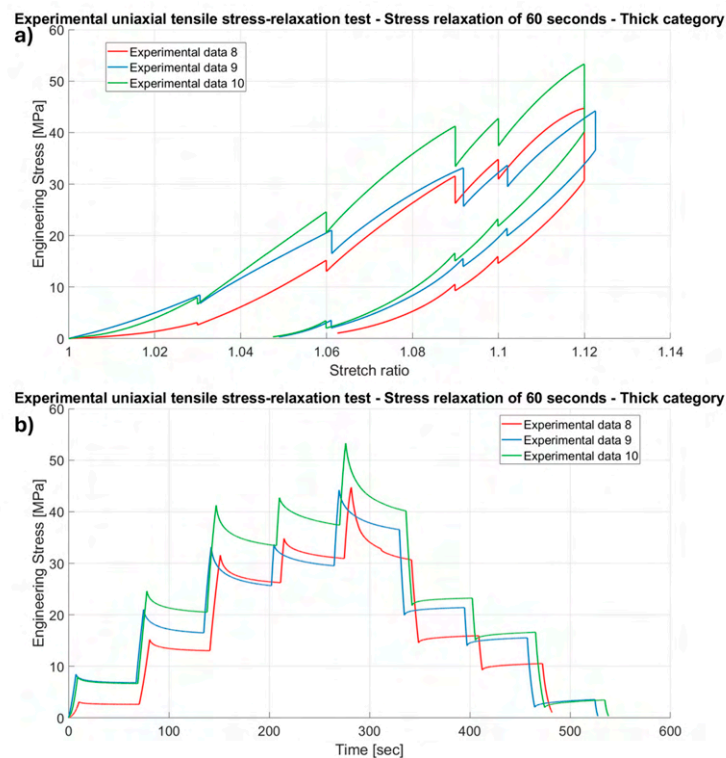 Experimental uniaxial tensile stress-relaxation test - Stress relaxation of 60 seconds - Thick category
a)
60
50
40
30
20
10
0
Engineering Stress [MPa]
Experimental data 8
Experimental data 9
Experimental data 10
1 1.02 1.04 1.06 1.08 1.1 1.12 1.14
Stretch ratio
Experimental uniaxial tensile stress-relaxation test - Stress relaxation of 60 seconds - Thick category
b)
60
50
40
30
20
10
0
Engineering Stress [MPa]
Experimental data 8
Experimental data 9
Experimental data 10
0 100 200 300 400 500 600
Time [sec]